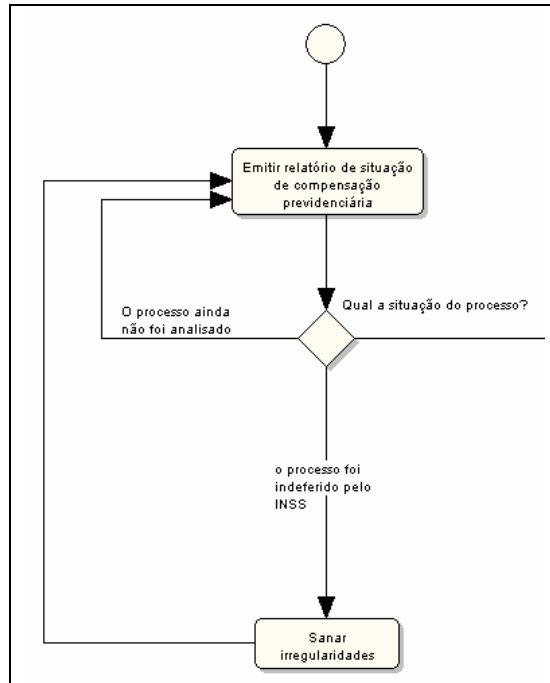 Emitir relatório de situação
de compensação
previdenciária
Qual a situação do processo?
O processo ainda
não foi analisado
o processo foi
indeferido pelo
INSS
Sanar
irregularidades